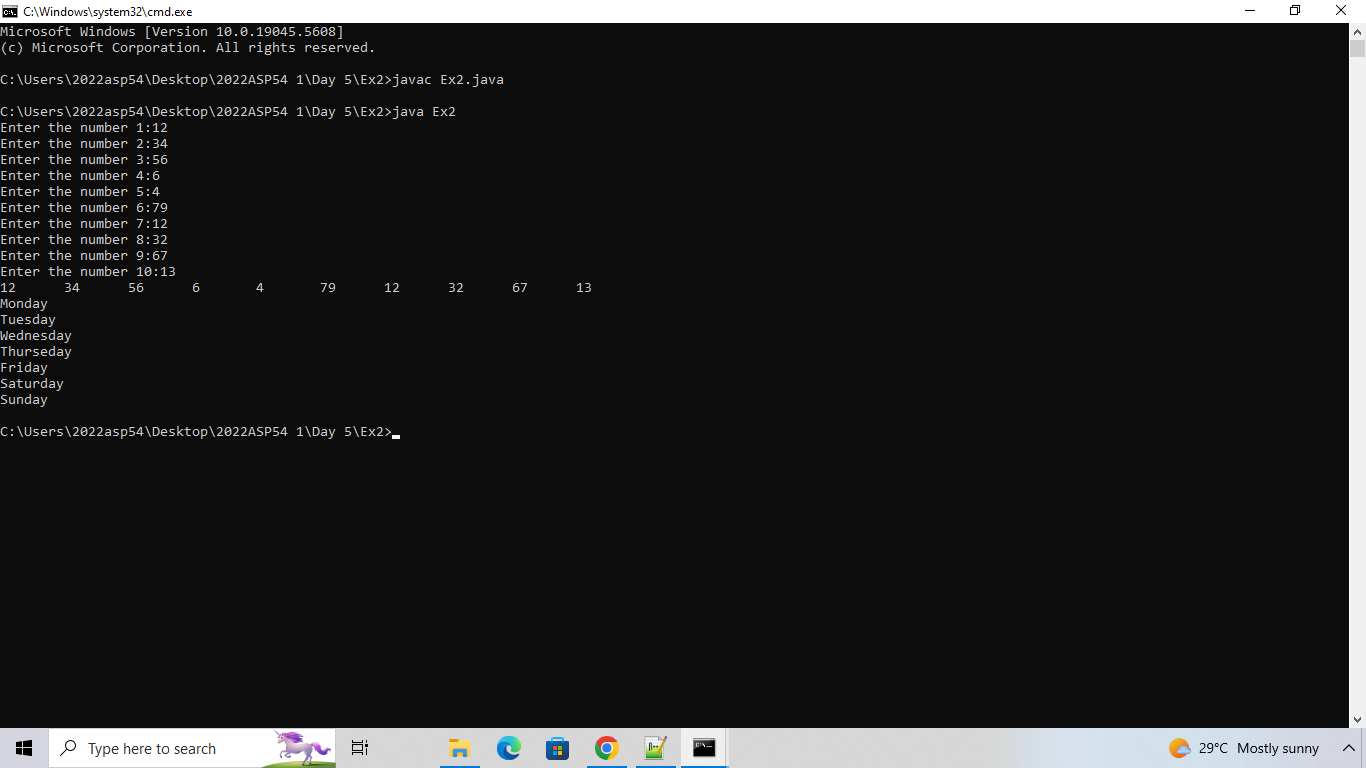 C:\Windows\system32\cmd.exe
Microsoft Windows [Version 10.0.19045.5608]
(c) Microsoft Corporation. All rights reserved.
C:\Users\2022asp54\Desktop\2022ASP54 1\Day 5\Ex2>javac Ex2.java
C:\Users\2022asp54\Desktop\2022ASP54 1\Day 5\Ex2>java Ex2
Enter the number 1:12
Enter the number 2:34
Enter the number 3:56
Enter the number 4:6
Enter the number 5:4
Enter the number 6:79
Enter the number 7:12
Enter the number 8:32
Enter the number 9:67
Enter the number 10:13
12 34 56 6 4 79 12 32 67 13
Monday
Tuesday
Wednesday
Thurseday
Friday
Saturday
Sunday
C:\Users\2022asp54\Desktop\2022ASP54 1\Day 5\Ex2>
Type here to search
29°C Mostly sunny